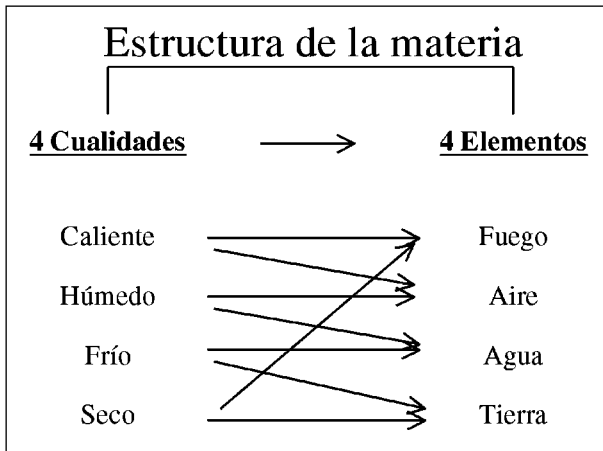 Estructura de la materia
4 Cualidades 4 Elementos
Caliente Fuego
Húmedo Aire
Frío Agua
Seco Tierra